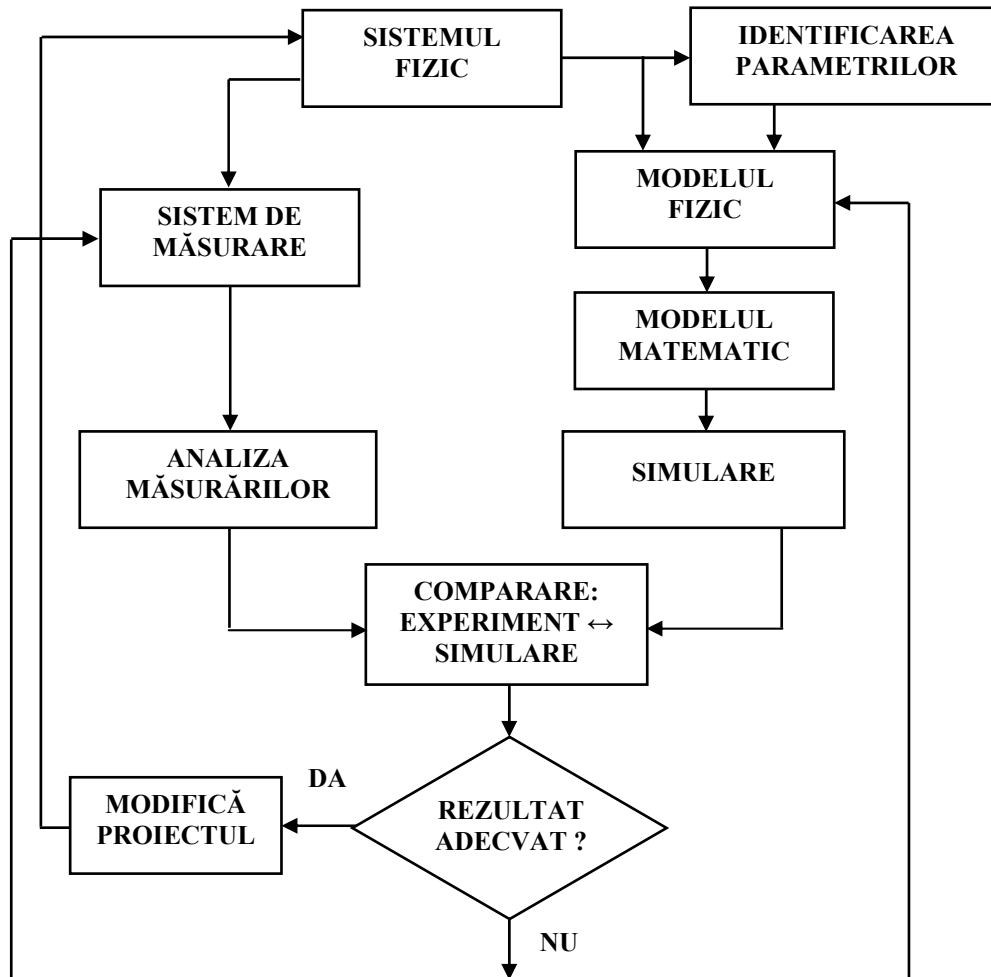 SISTEMUL
FIZIC
IDENTIFICAREA
PARAMETRILOR
SISTEM DE
MĂSURARE
MODELUL
FIZIC
MODELUL
MATEMATIC
ANALIZA
MĂSURĂRILOR
SIMULARE
COMPARARE:
EXPERIMENT ↔
SIMULARE
DA
MODIFICĂ
PROIECTUL
REZULTAT
ADECVAT ?
NU